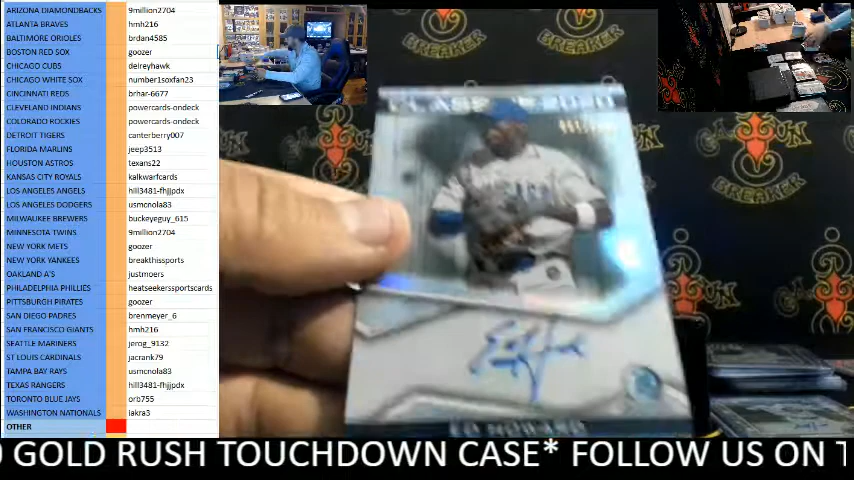 ARIZONA DIAMONDBACKS 9million2704
ATLANTA BRAVES hmh216
BALTIMORE ORIOLES brdan4585
BOSTON RED SOX goozer
CHICAGO CUBS delreyhawk
CHICAGO WHITE SOX number1soxfan23
CINCINNATI REDS brhar-6677
CLEVELAND INDIANS powercards-ondeck
COLORADO ROCKIES powercards-ondeck
DETROIT TIGERS canterberry007
FLORIDA MARLINS jeep3513
HOUSTON ASTROS texans22
KANSAS CITY ROYALS kalkwarfcards
LOS ANGELES ANGELS hill3481-fhjjpdx
LOS ANGELES DODGERS usmcnola83
MILWAUKEE BREWERS buckeyeguy_615
MINNESOTA TWINS 9million2704
NEW YORK METS goozer
NEW YORK YANKEES breakthissports
OAKLAND A'S justmoers
PHILADELPHIA PHILLIES heatseekerssportscards
PITTSBURGH PIRATES goozer
SAN DIEGO PADRES brenmeyer_6
SAN FRANCISCO GIANTS hmh216
SEATTLE MARINERS jerog_9132
ST LOUIS CARDINALS jacrank79
TAMPA BAY RAYS usmcnola83
TEXAS RANGERS hill3481-fhjjpdx
TORONTO BLUE JAYS orb755
WASHINGTON NATIONALS iakra3
OTHER
BREAKER
BREAKER
BREAKER
ED HOWARD
GOLD RUSH TOUCHDOWN CASE* FOLLOW US ON